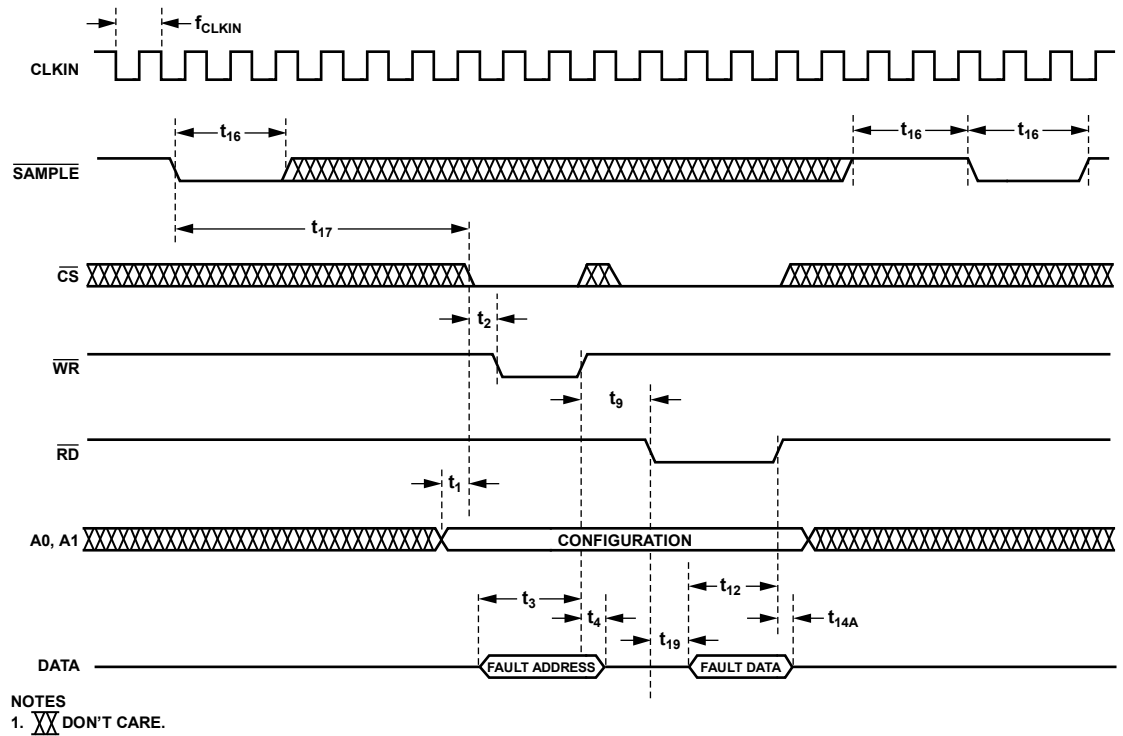 fCLKIN
CLKIN
t16
t16
t16
SAMPLE
t17
CS
t2
WR
t9
RD
t1
A0, A1
CONFIGURATION
t12
t3
t4
t19
t14A
DATA
FAULT ADDRESS
FAULT DATA
NOTES
1. XX DON'T CARE.